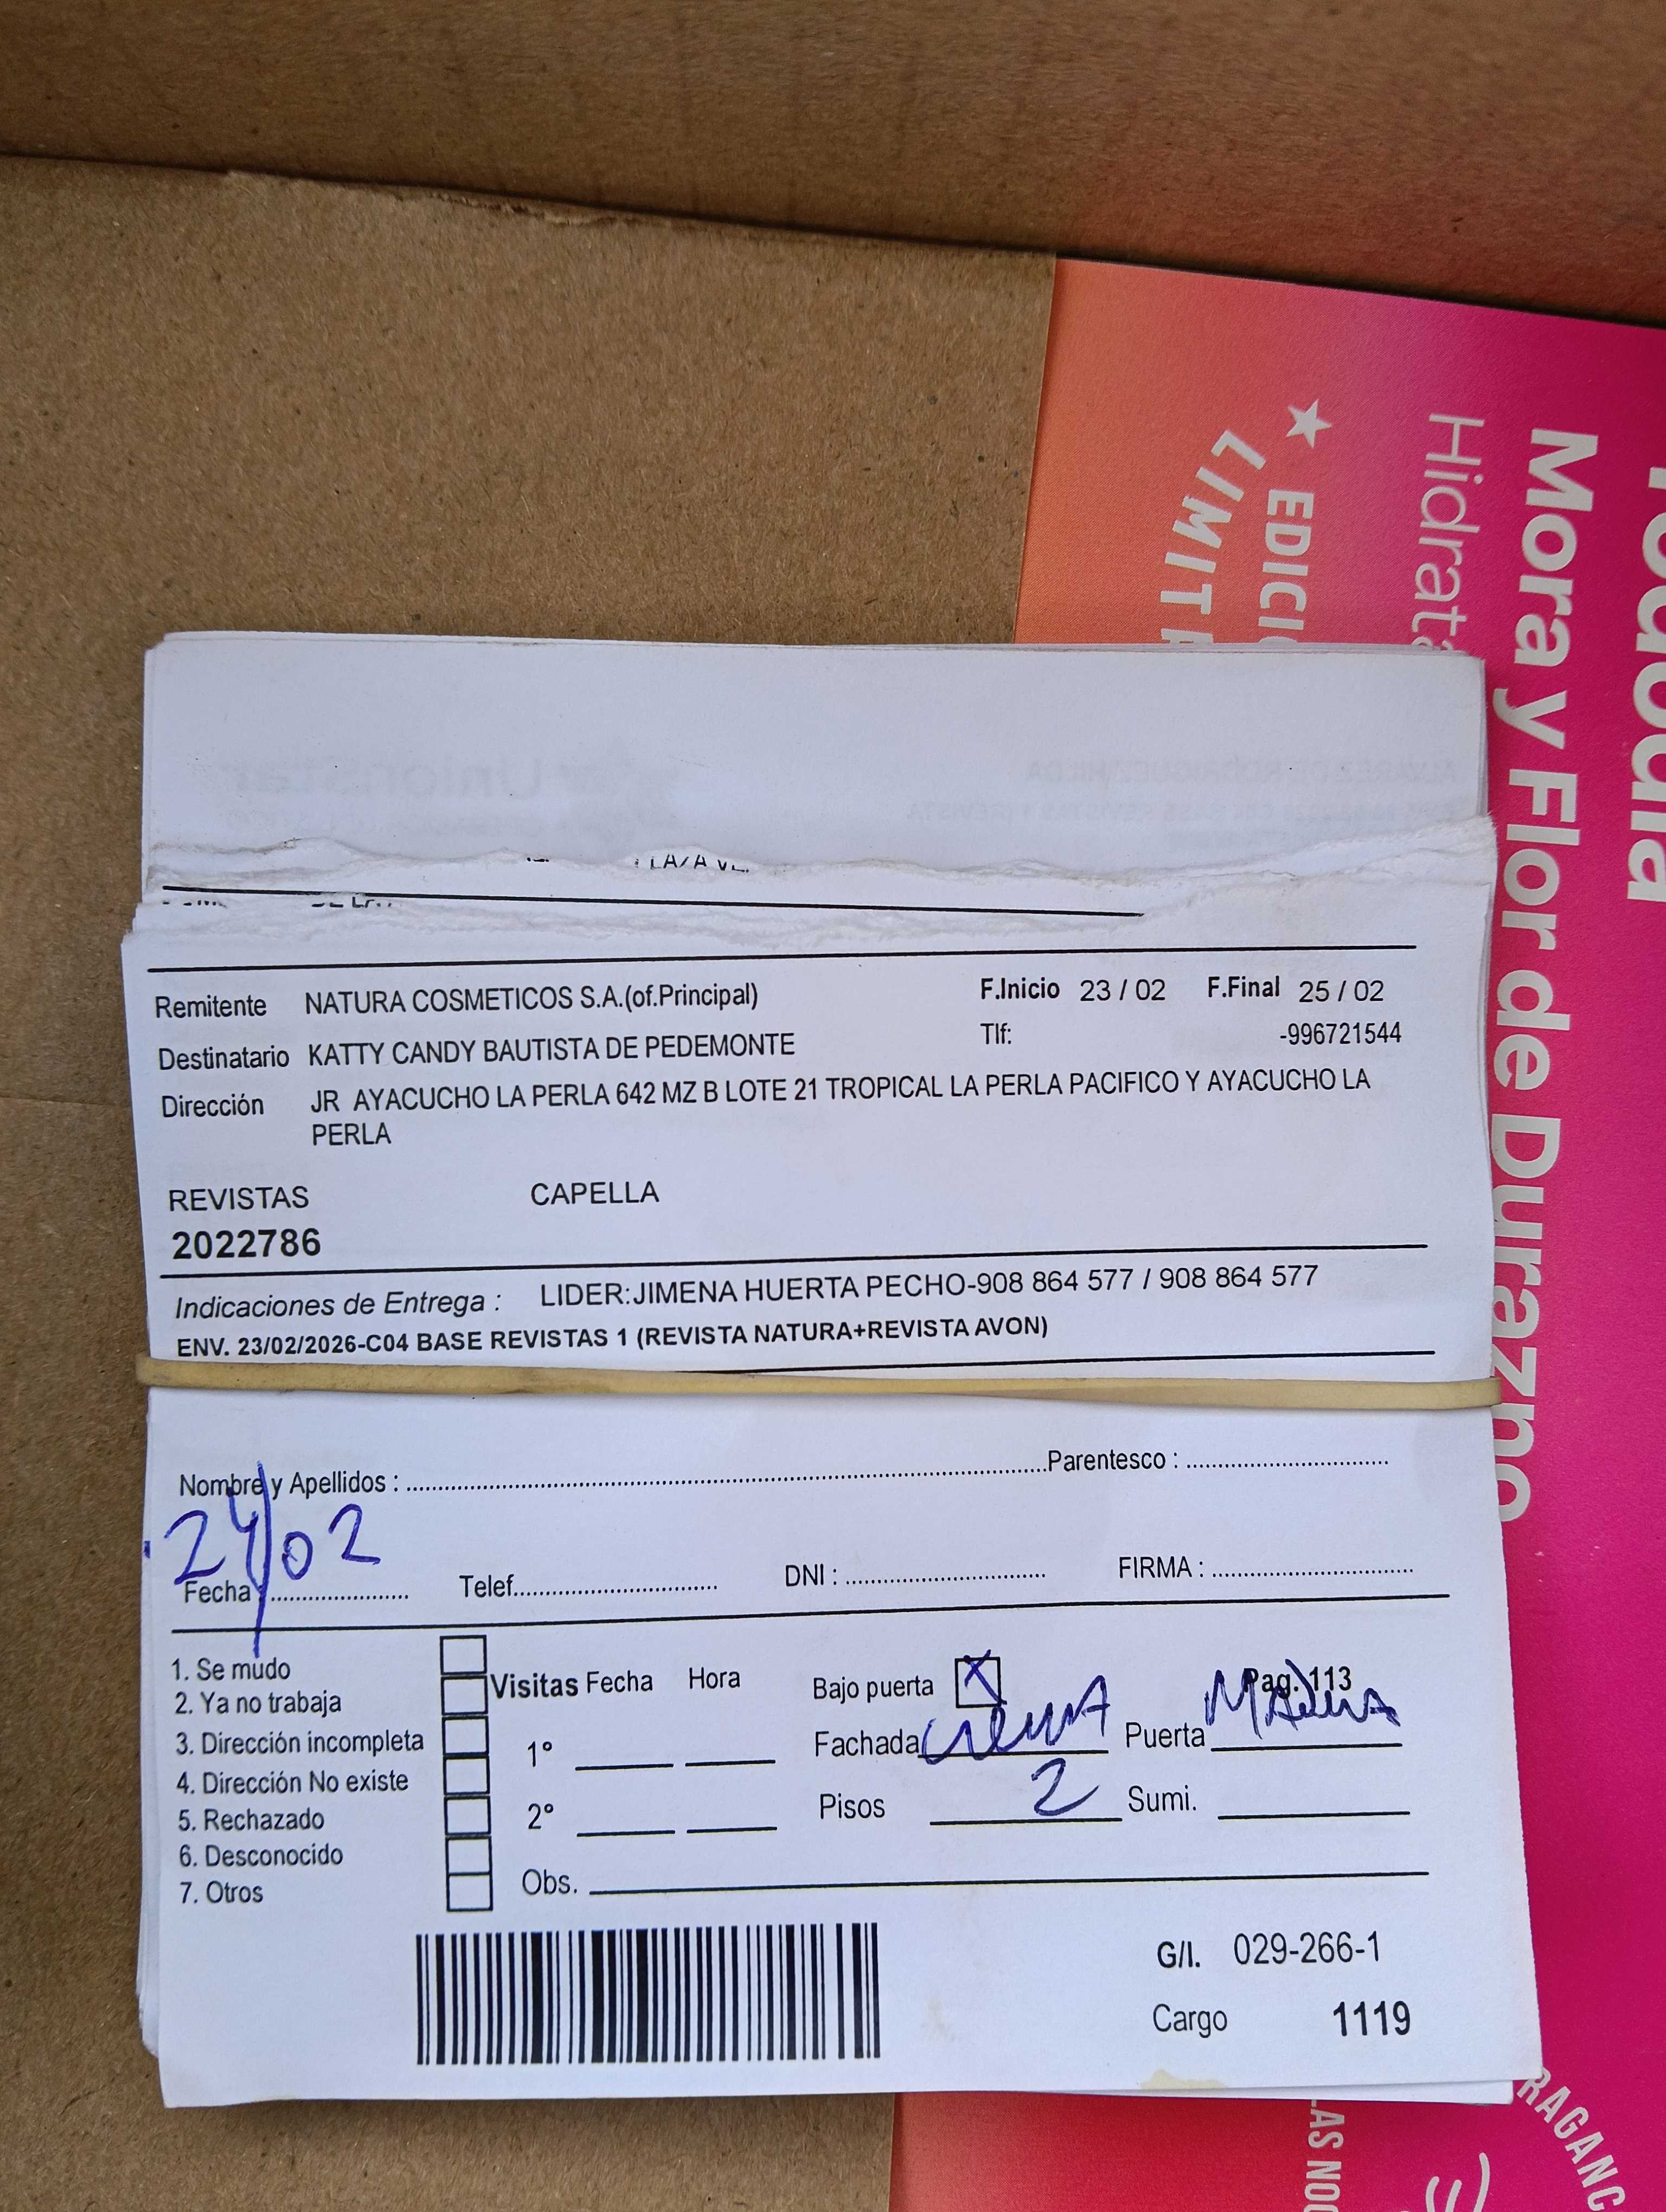 Remitente NATURA COSMETICOS S.A.(of.Principal) F.Inicio 23 / 02 F.Final 25 / 02
Destinatario KATTY CANDY BAUTISTA DE PEDEMONTE Tlf: -996721544
Dirección JR AYACUCHO LA PERLA 642 MZ B LOTE 21 TROPICAL LA PERLA PACIFICO Y AYACUCHO LA
PERLA
REVISTAS CAPELLA
2022786
Indicaciones de Entrega : LIDER:JIMENA HUERTA PECHO-908 864 577 / 908 864 577
ENV. 23/02/2026-C04 BASE REVISTAS 1 (REVISTA NATURA+REVISTA AVON)
Nombre y Apellidos : Parentesco :
24/02
Fecha : Telef. DNI : FIRMA :
1. Se mudo
2. Ya no trabaja
3. Dirección incompleta
4. Dirección No existe
5. Rechazado
6. Desconocido
7. Otros
Visitas Fecha Hora
1º
2º
Obs.
Bajo puerta X Pag. 113
Fachada crema Puerta
Pisos 2 Sumi.
G/I. 029-266-1
Cargo 1119
Mora y Flor de Durazno
★ EDICI
LIMIT